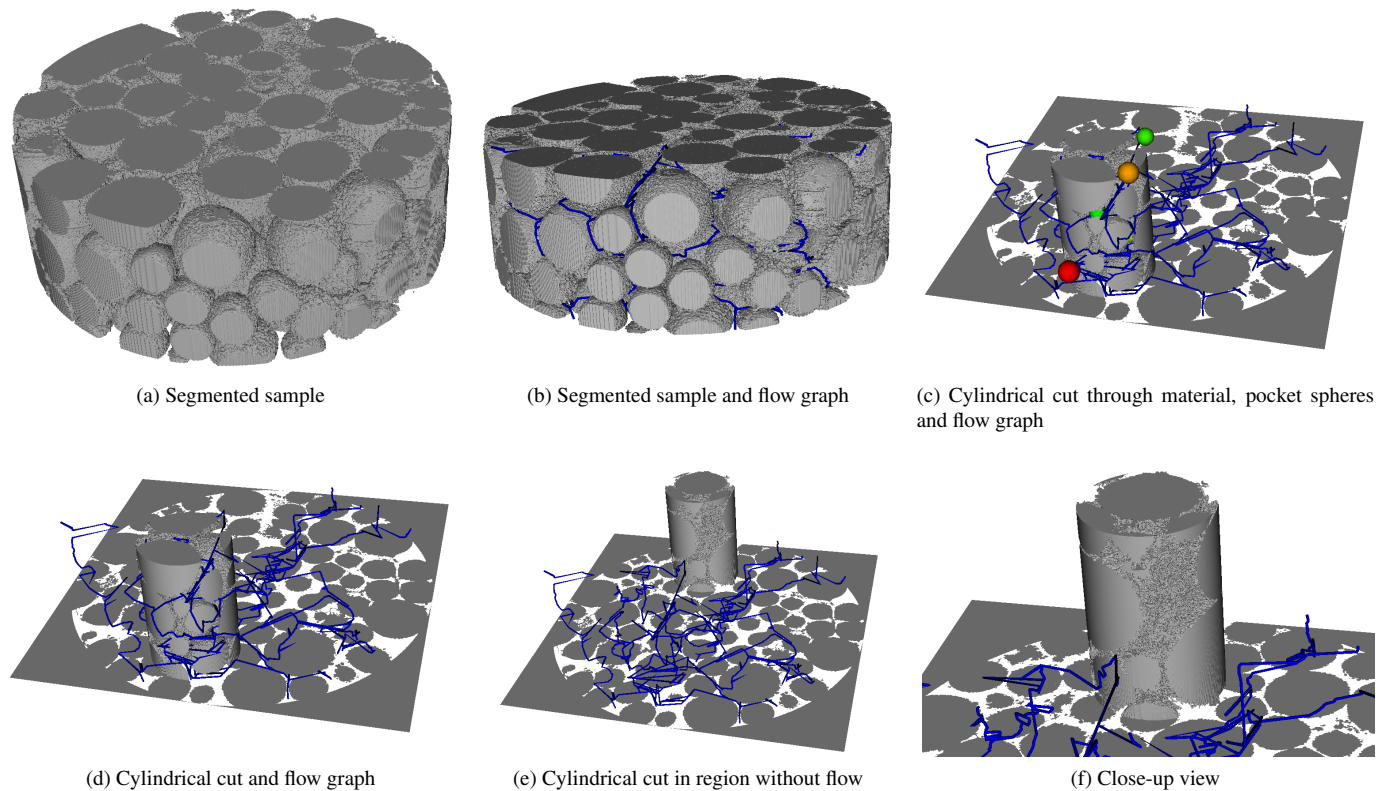 (a) Segmented sample
(b) Segmented sample and flow graph
(c) Cylindrical cut through material, pocket spheres
and flow graph
(d) Cylindrical cut and flow graph
(e) Cylindrical cut in region without flow
(f) Close-up view